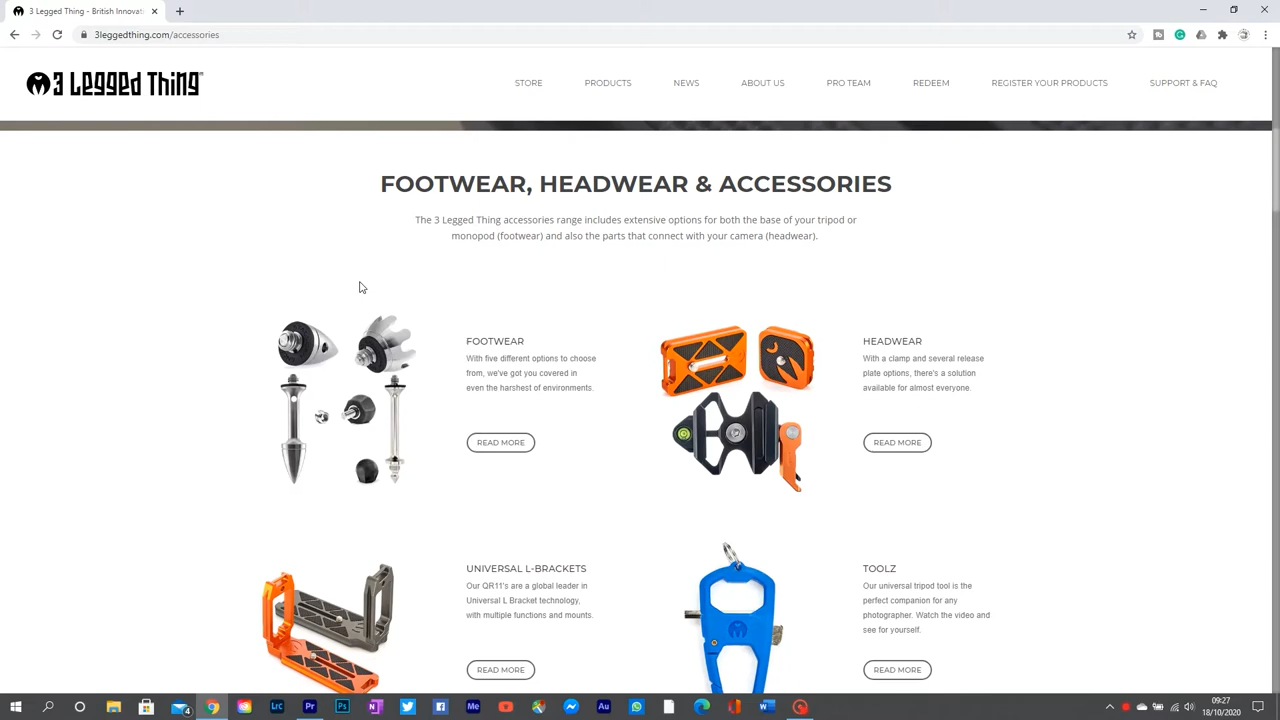 3 Legged Thing - British Innovati
3leggedthing.com/accessories
3 Legged Thing
STORE
PRODUCTS
NEWS
ABOUT US
PRO TEAM
REDEEM
REGISTER YOUR PRODUCTS
SUPPORT & FAQ
FOOTWEAR, HEADWEAR & ACCESSORIES
The 3 Legged Thing accessories range includes extensive options for both the base of your tripod or
monopod (footwear) and also the parts that connect with your camera (headwear).
FOOTWEAR
With five different options to choose
from, we've got you covered in
even the harshest of environments.
READ MORE
HEADWEAR
With a clamp and several release
plate options, there's a solution
available for almost everyone.
READ MORE
UNIVERSAL L-BRACKETS
Our QR11's are a global leader in
Universal L Bracket technology,
with multiple functions and mounts.
READ MORE
TOOLZ
Our universal tripod tool is the
perfect companion for any
photographer. Watch the video and
see for yourself.
READ MORE
4
Lrc
Pr
Ps
N
Me
Au
W
09:27
18/10/2020